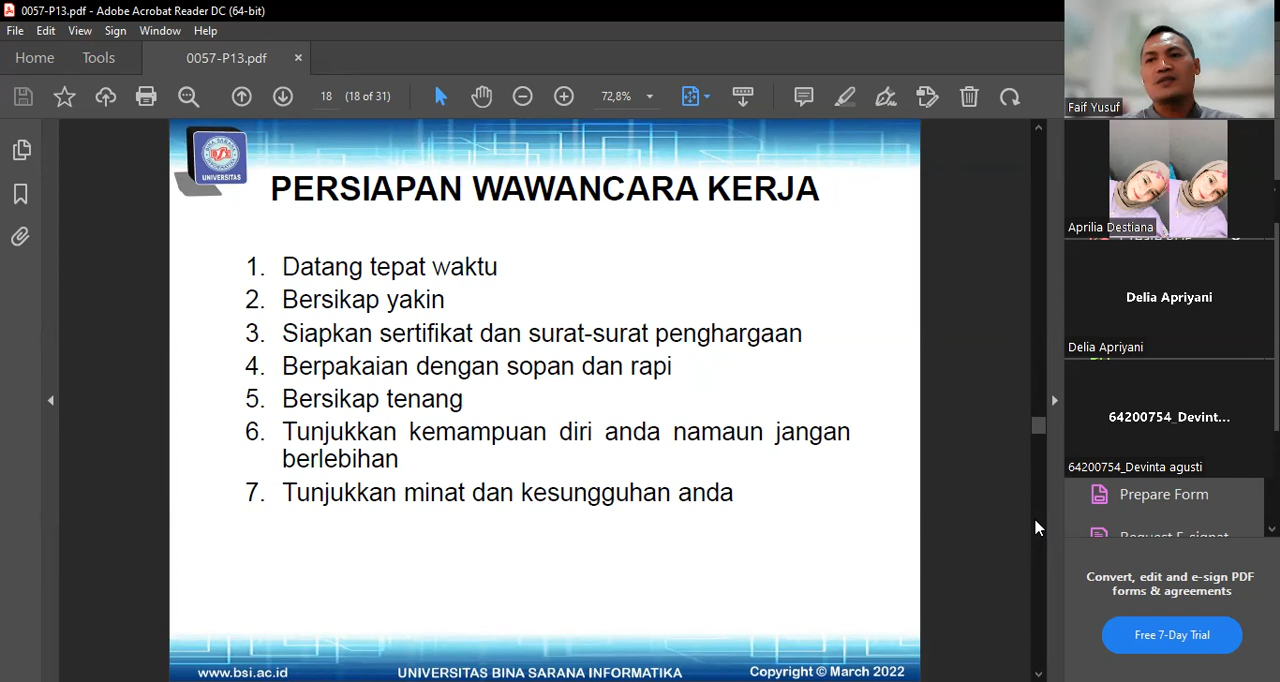 0057-P13.pdf - Adobe Acrobat Reader DC (64-bit)
File Edit View Sign Window Help
Home Tools 0057-P13.pdf ×
18 (18 of 31) 72,8%
UNIVERSITAS
PERSIAPAN WAWANCARA KERJA
1. Datang tepat waktu
2. Bersikap yakin
3. Siapkan sertifikat dan surat-surat penghargaan
4. Berpakaian dengan sopan dan rapi
5. Bersikap tenang
6. Tunjukkan kemampuan diri anda namaun jangan
berlebihan
7. Tunjukkan minat dan kesungguhan anda
www.bsi.ac.id UNIVERSITAS BINA SARANA INFORMATIKA Copyright © March 2022
Faif Yusuf
Aprilia Destiana
Delia Apriyani
Delia Apriyani
64200754_Devint...
64200754_Devinta agusti
Prepare Form
Convert, edit and e-sign PDF
forms & agreements
Free 7-Day Trial